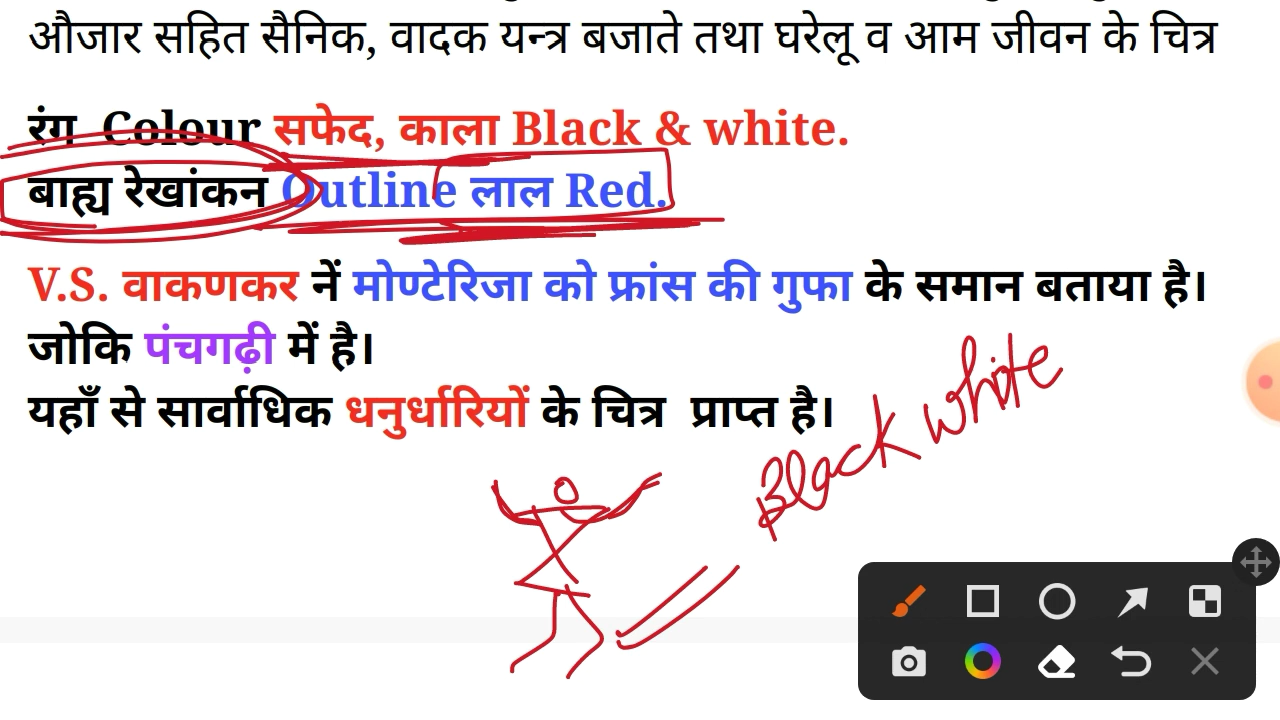 औजार सहित सैनिक, वादक यन्त्र बजाते तथा घरेलू व आम जीवन के चित्र
रंग Colour सफेद, काला Black & white.
बाह्य रेखांकन Outline लाल Red.
V.S. वाकणकर नें मोण्टेरिजा को फ्रांस की गुफा के समान बताया है।
जोकि पंचगढ़ी में है।
यहाँ से सार्वाधिक धनुर्धारियों के चित्र प्राप्त है।
Black white